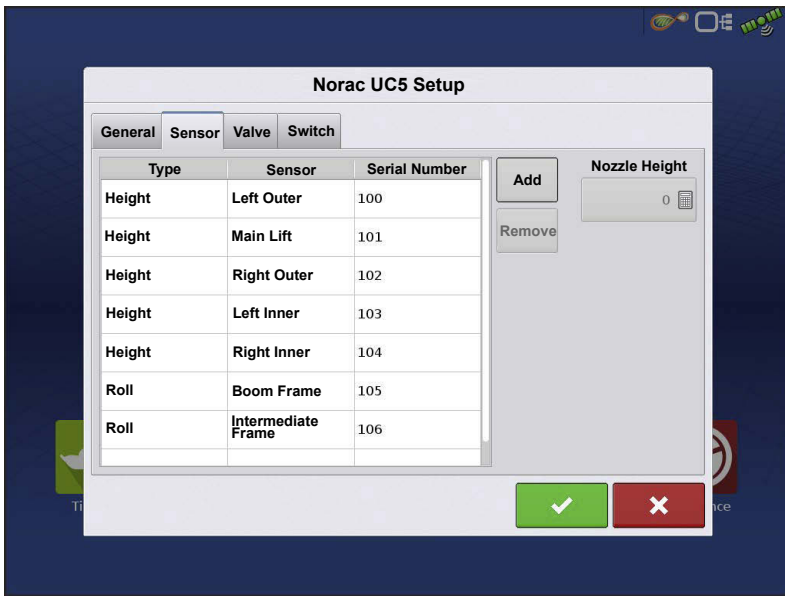 Norac UC5 Setup
General Sensor Valve Switch
Type Sensor Serial Number
Height Left Outer 100
Height Main Lift 101
Height Right Outer 102
Height Left Inner 103
Height Right Inner 104
Roll Boom Frame 105
Roll Intermediate
Frame 106
Add
Remove
Nozzle Height
0
Ti
nce